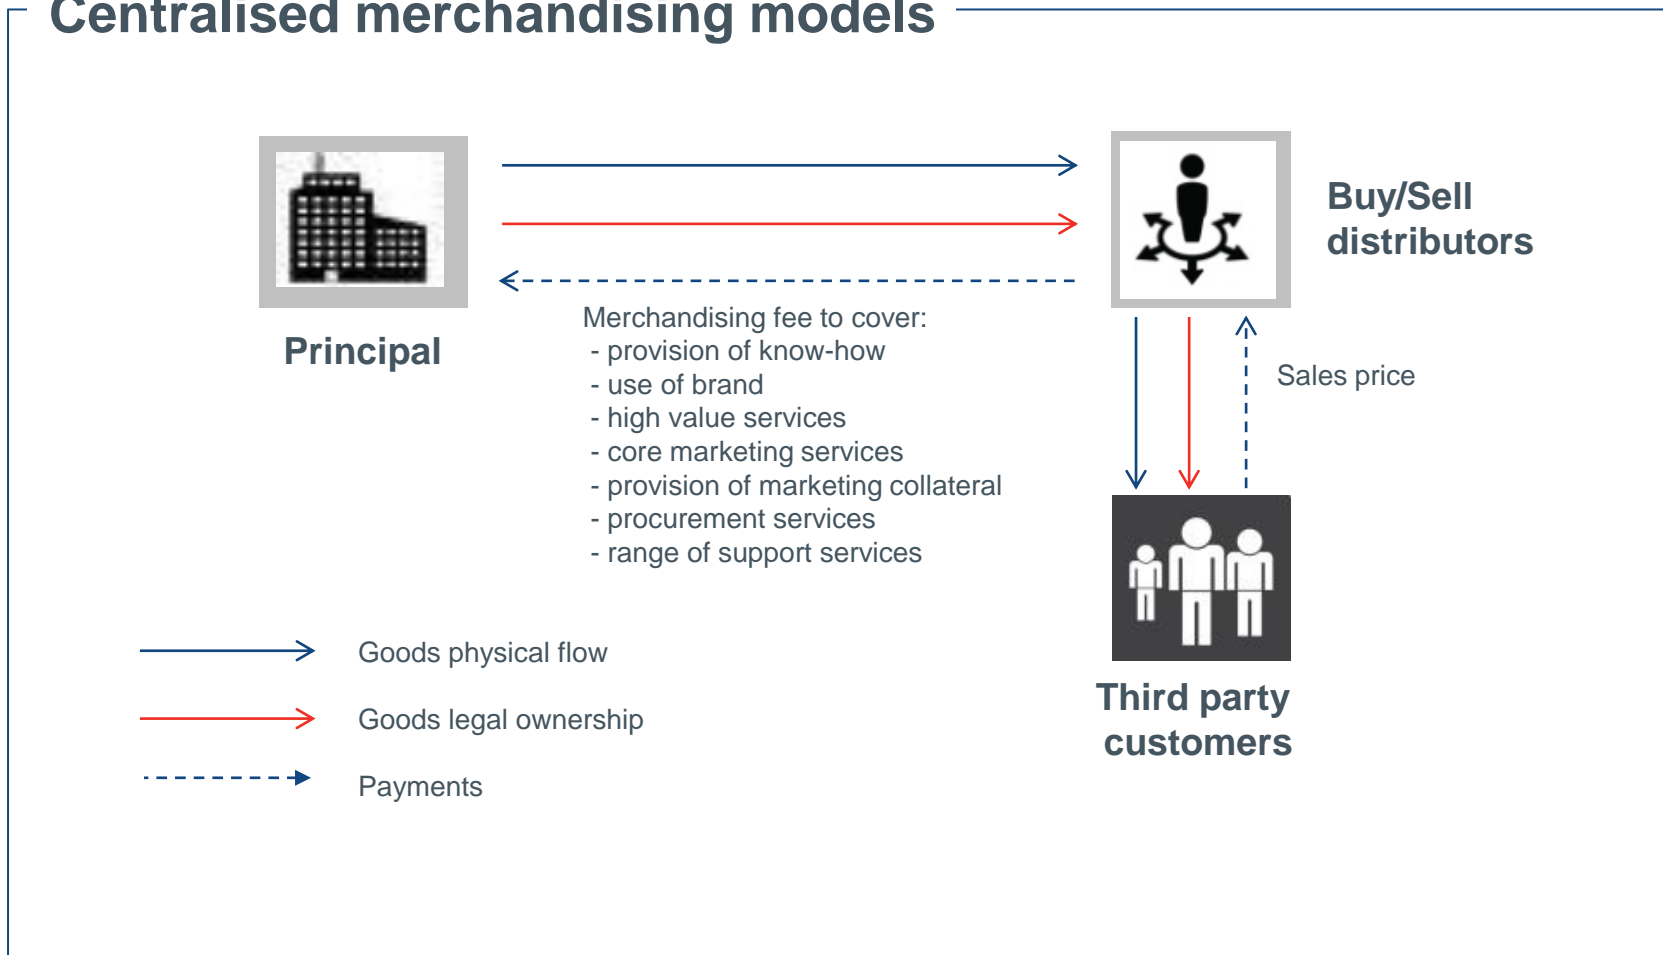 Centralised merchandising models
Buy/Sell
distributors
Principal
Merchandising fee to cover:
- provision of know-how
- use of brand
- high value services
- core marketing services
- provision of marketing collateral
- procurement services
- range of support services
Sales price
Third party
customers
Goods physical flow
Goods legal ownership
Payments